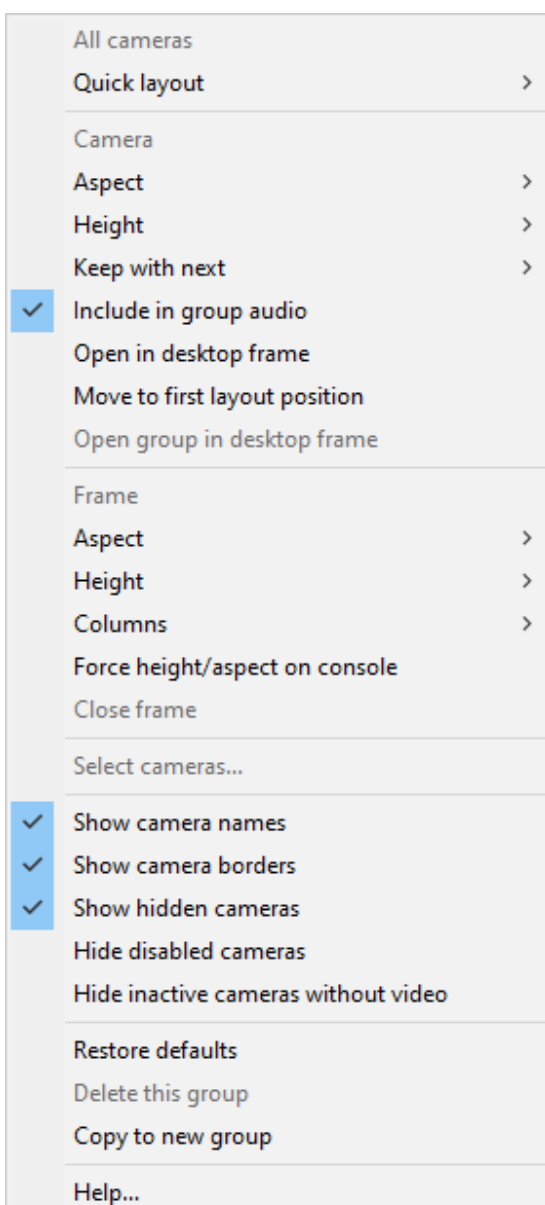 All cameras
Quick layout
Camera
Aspect
Height
Keep with next
Include in group audio
Open in desktop frame
Move to first layout position
Open group in desktop frame
Frame
Aspect
Height
Columns
Force height/aspect on console
Close frame
Select cameras...
Show camera names
Show camera borders
Show hidden cameras
Hide disabled cameras
Hide inactive cameras without video
Restore defaults
Delete this group
Copy to new group
Help...